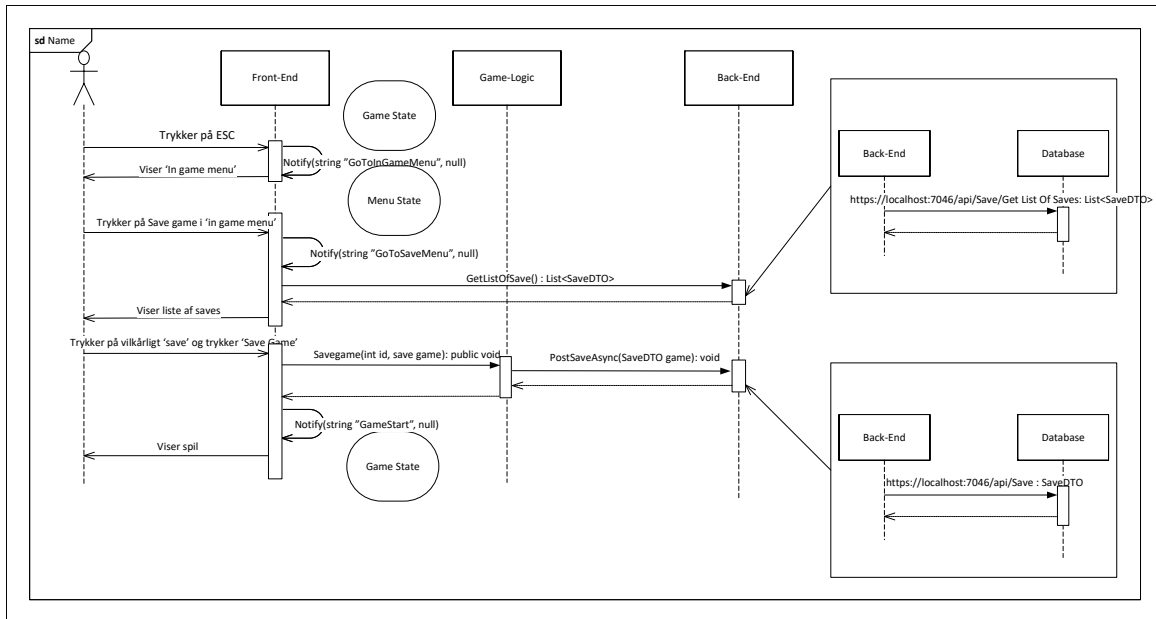 sd Name
Front-End
Game-Logic
Back-End
Game State
Trykker på ESC
Notify(string "GoToInGameMenu", null)
Viser 'In game menu'
Menu State
Trykker på Save game i 'in game menu'
Notify(string "GoToSaveMenu", null)
GetListOfSave() : List<SaveDTO>
Viser liste af saves
Trykker på vilkårligt 'save' og trykker 'Save Game'
Savegame(int id, save game): public void
PostSaveAsync(SaveDTO game): void
Notify(string "GameStart", null)
Viser spil
Game State
Back-End
Database
https://localhost:7046/api/Save/Get List Of Saves: List<SaveDTO>
Back-End
Database
https://localhost:7046/api/Save : SaveDTO